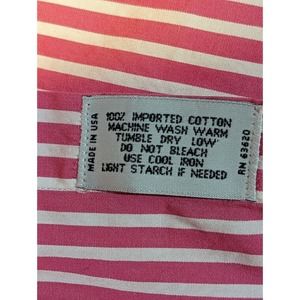 MADE IN USA
100% IMPORTED COTTON
MACHINE WASH WARM
TUMBLE DRY LOW
DO NOT BLEACH
USE COOL IRON
LIGHT STARCH IF NEEDED
RN 63620